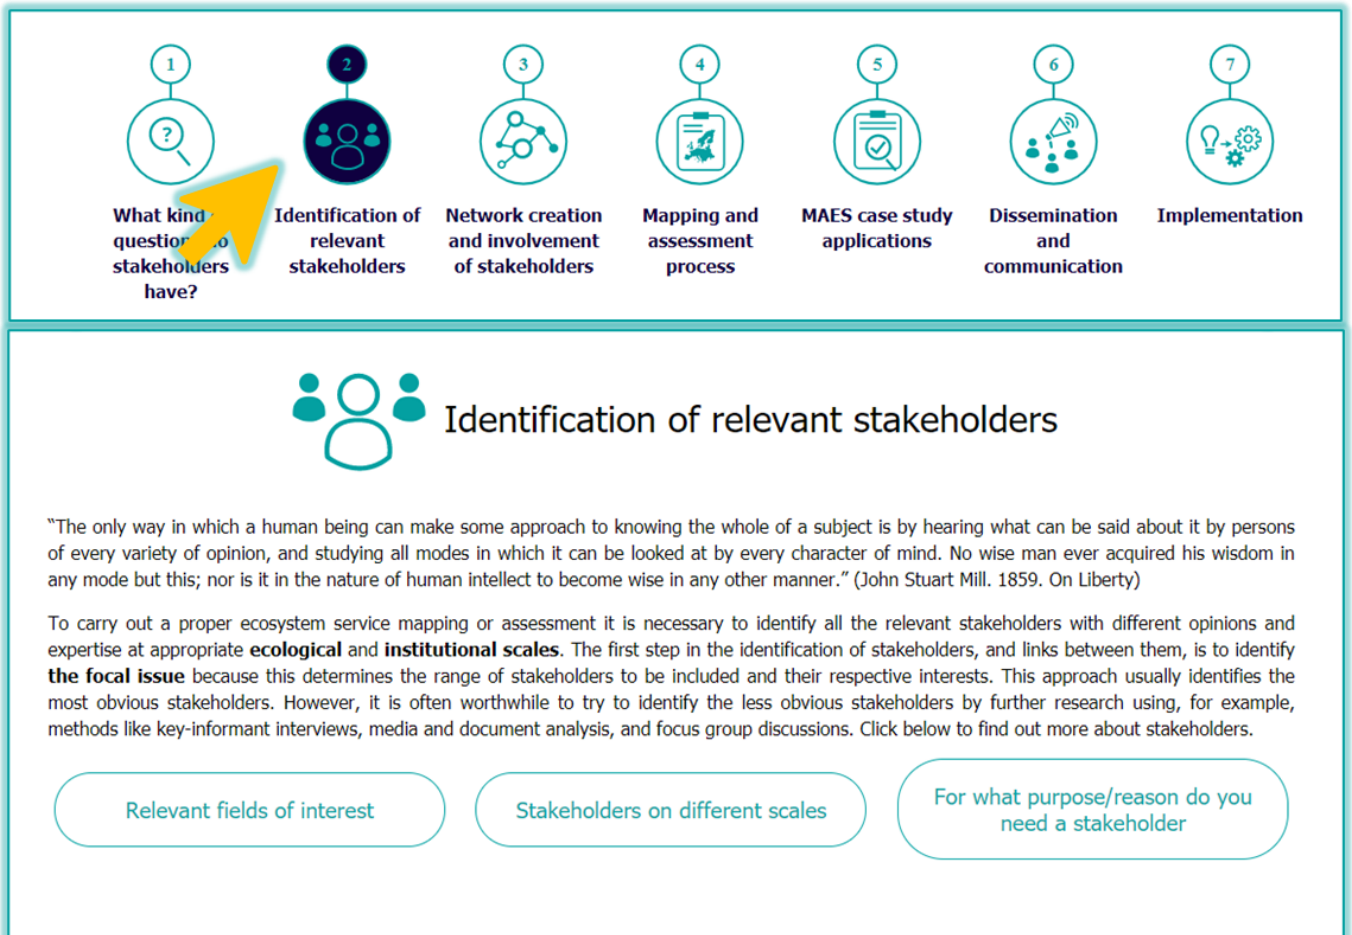 1 2 3 4 5 6 7
?
What kind
question
stakeholders
have?
Identification of
relevant
stakeholders
Network creation
and involvement
of stakeholders
Mapping and
assessment
process
MAES case study
applications
Dissemination
and
communication
Implementation
Identification of relevant stakeholders
“The only way in which a human being can make some approach to knowing the whole of a subject is by hearing what can be said about it by persons
of every variety of opinion, and studying all modes in which it can be looked at by every character of mind. No wise man ever acquired his wisdom in
any mode but this; nor is it in the nature of human intellect to become wise in any other manner.” (John Stuart Mill. 1859. On Liberty)
To carry out a proper ecosystem service mapping or assessment it is necessary to identify all the relevant stakeholders with different opinions and
expertise at appropriate ecological and institutional scales. The first step in the identification of stakeholders, and links between them, is to identify
the focal issue because this determines the range of stakeholders to be included and their respective interests. This approach usually identifies the
most obvious stakeholders. However, it is often worthwhile to try to identify the less obvious stakeholders by further research using, for example,
methods like key-informant interviews, media and document analysis, and focus group discussions. Click below to find out more about stakeholders.
Relevant fields of interest
Stakeholders on different scales
For what purpose/reason do you
need a stakeholder